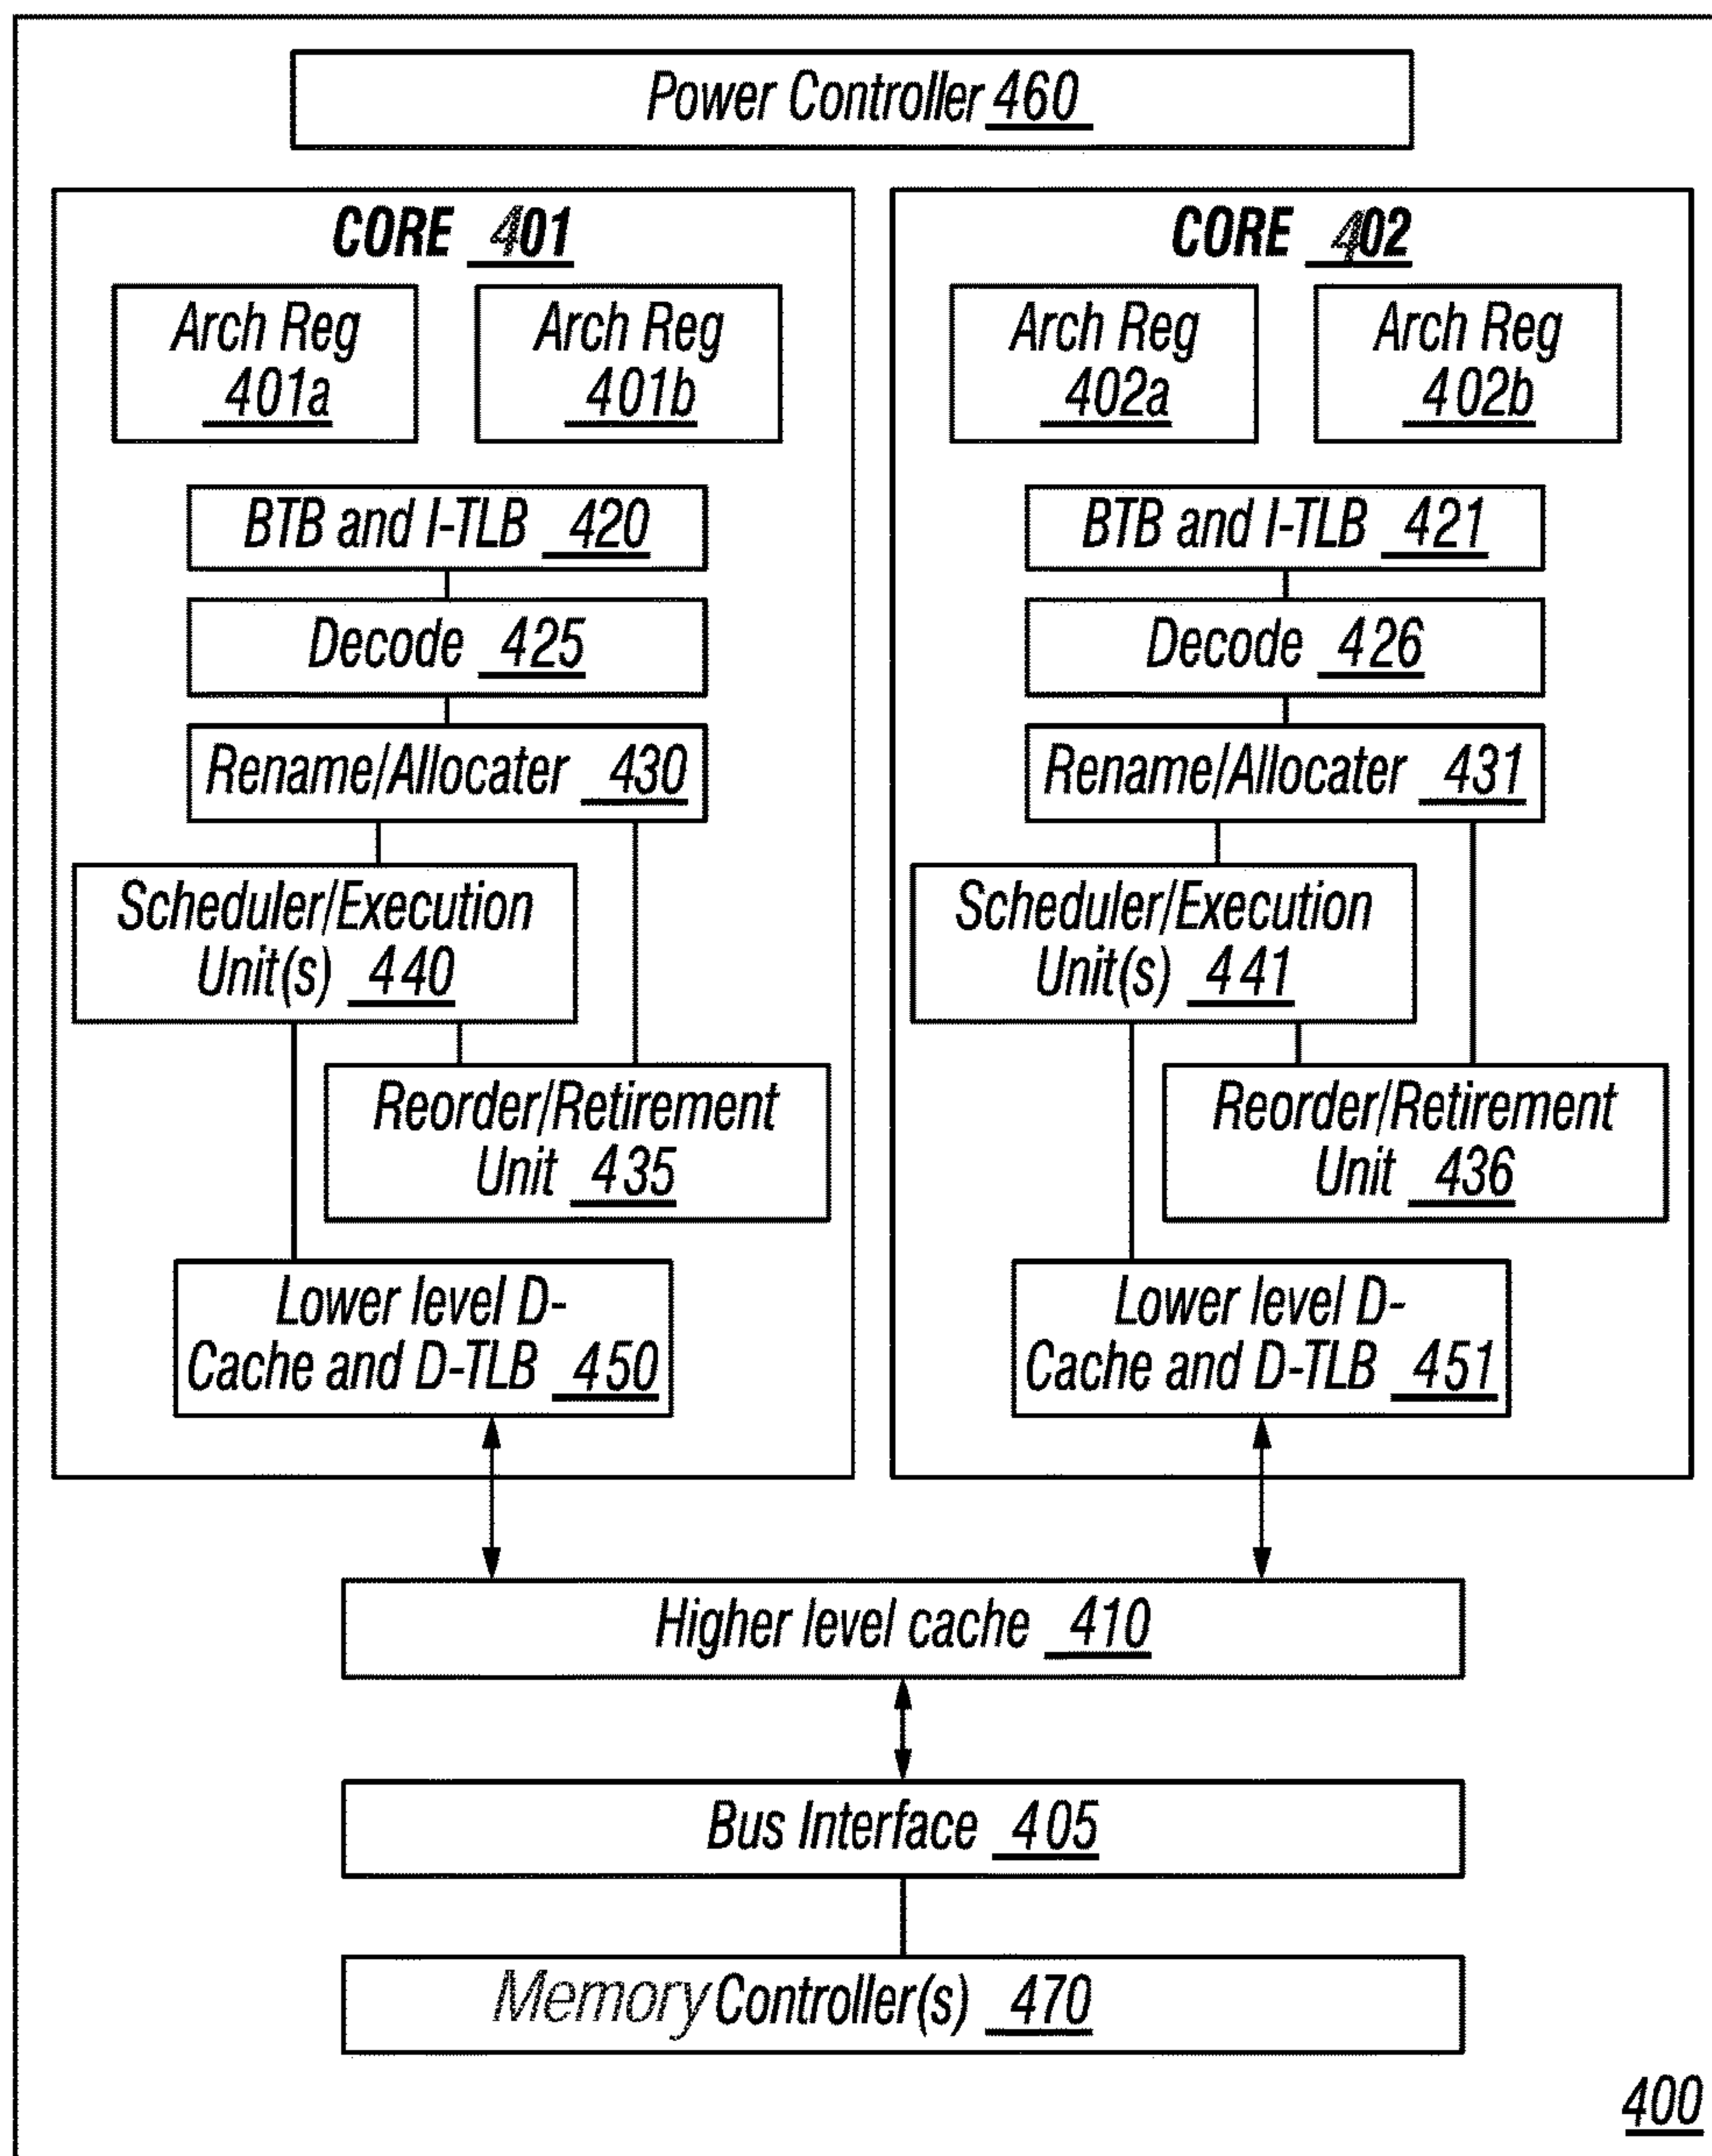 Power Controller 460
CORE 401
Arch Reg
401a
Arch Reg
401b
BTB and I-TLB 420
Decode 425
Rename/Allocater 430
Scheduler/Execution
Unit(s) 440
Reorder/Retirement
Unit 435
Lower level D-
Cache and D-TLB 450
CORE 402
Arch Reg
402a
Arch Reg
402b
BTB and I-TLB 421
Decode 426
Rename/Allocater 431
Scheduler/Execution
Unit(s) 441
Reorder/Retirement
Unit 436
Lower level D-
Cache and D-TLB 451
Higher level cache 410
Bus Interface 405
Memory Controller(s) 470
400